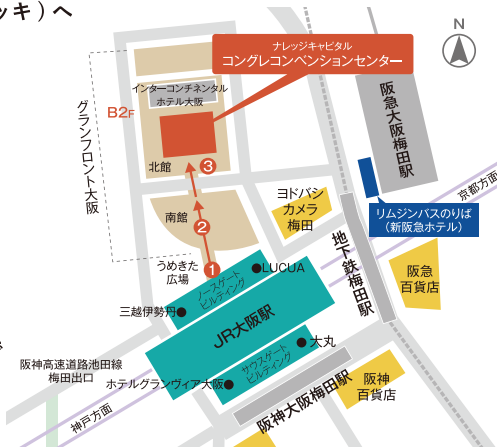 ッキ）へ
N
ナレッジキャピタル
コングレコンベンションセンター
インターコンチネンタル
ホテル大阪
B2F
北館
3
グランフロント大阪
南館
2
うめきた
広場
1
ヨドバシ
カメラ
梅田
阪急大阪梅田駅
京都方面
リムジンバスのりば
（新阪急ホテル）
地下鉄梅田駅
阪急
百貨店
LUCUA
ノースゲート
ビルディング
三越伊勢丹
JR大阪駅
大丸
サウスゲート
ビルディング
ホテルグランヴィア大阪
阪神高速道路池田線
梅田出口
神戸方面
阪神大阪梅田駅
阪神
百貨店